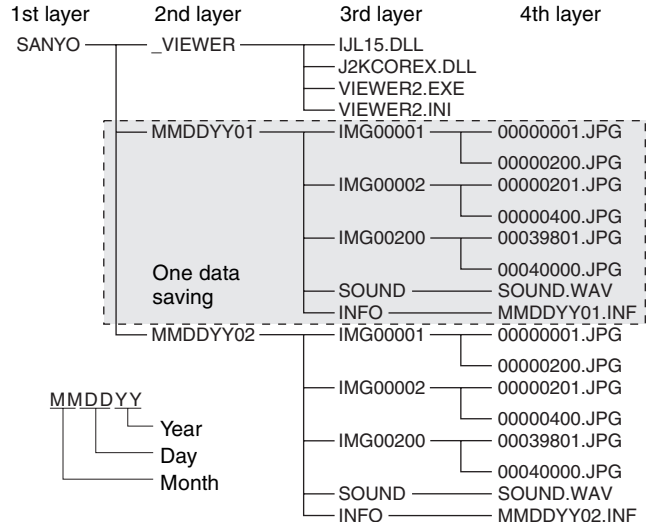 1st layer 2nd layer 3rd layer 4th layer
SANYO _VIEWER IJL15.DLL
J2KCOREX.DLL
VIEWER2.EXE
VIEWER2.INI
MMDDYY01 IMG00001 00000001.JPG
00000200.JPG
IMG00002 00000201.JPG
00000400.JPG
IMG00200 00039801.JPG
One data
saving
00040000.JPG
SOUND SOUND.WAV
INFO MMDDYY01.INF
MMDDYY02 IMG00001 00000001.JPG
00000200.JPG
IMG00002 00000201.JPG
00000400.JPG
MMDDYY
Year
Day
Month
IMG00200 00039801.JPG
00040000.JPG
SOUND SOUND.WAV
INFO MMDDYY02.INF